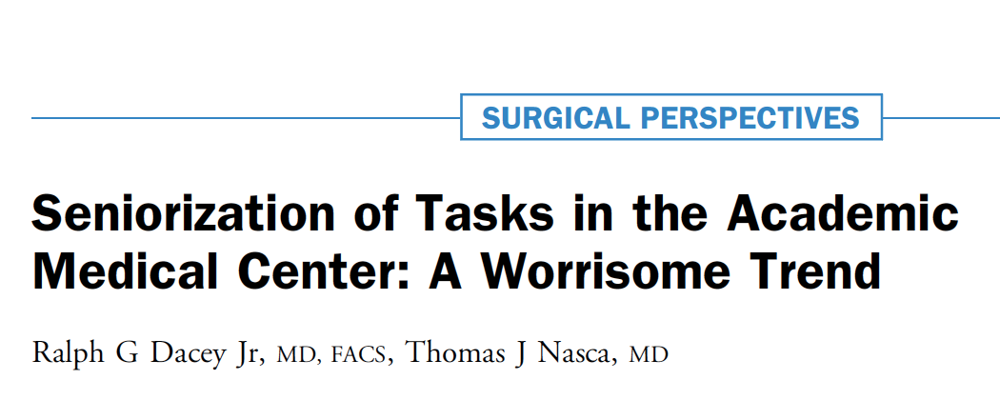 SURGICAL PERSPECTIVES
Seniorization of Tasks in the Academic
Medical Center: A Worrisome Trend
Ralph G Dacey Jr, MD, FACS, Thomas J Nasca, MD